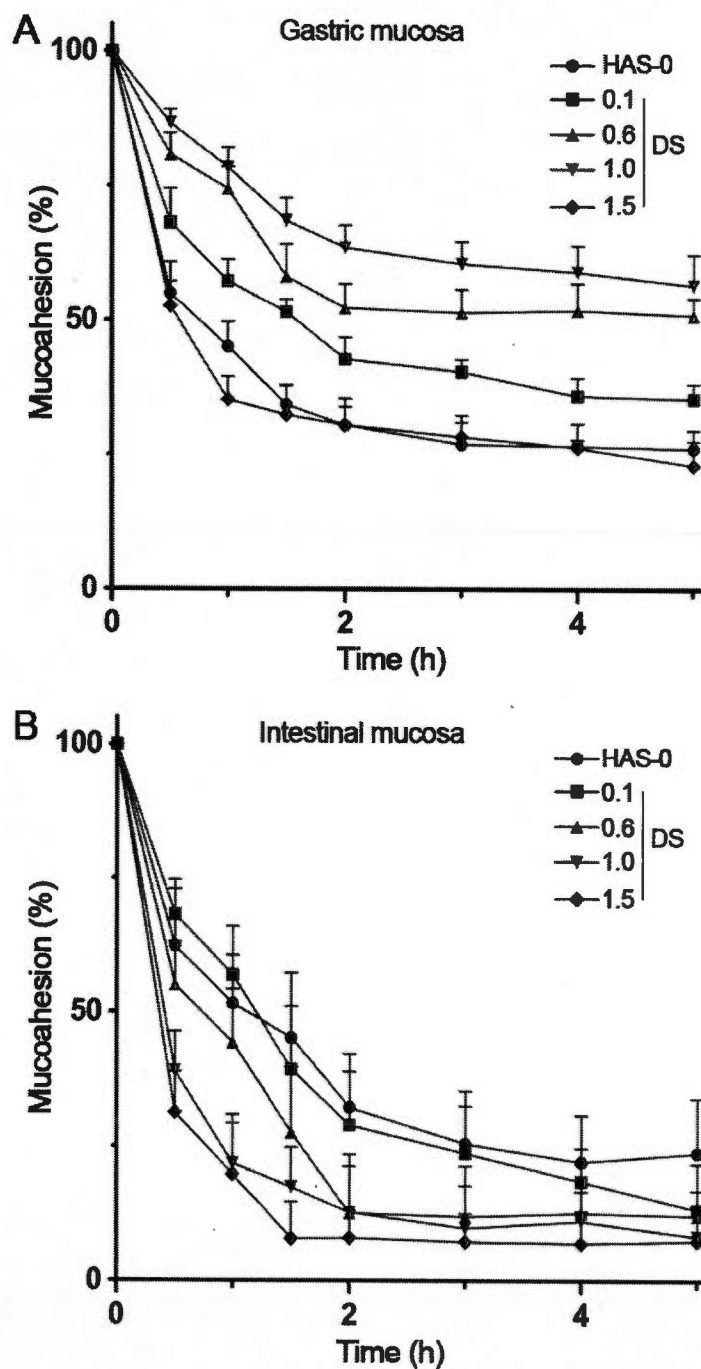 A
Gastric mucosa
HAS-0
0.1
0.6
1.0
1.5
DS
Mucoahesion (%)
100
50
0
0
2
4
Time (h)
B
Intestinal mucosa
HAS-0
0.1
0.6
1.0
1.5
DS
Mucoahesion (%)
100
50
0
0
2
4
Time (h)